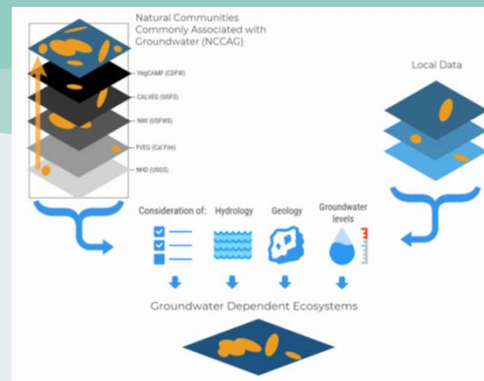 Natural Communities
Commonly Associated with
Groundwater (NCCAG)
VegCAMP (CDFW)
CALVEG (USFS)
NWI (USFWS)
FVEG (Cal Fire)
NHD (USGS)
Local Data
Consideration of:
Hydrology
Geology
Groundwater
levels
Groundwater Dependent Ecosystems